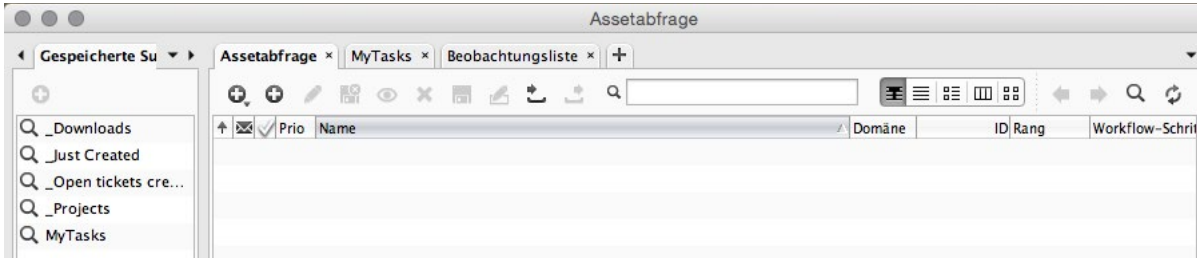 Assetabfrage
Gespeicherte Su
Assetabfrage × MyTasks × Beobachtungsliste ×
Prio Name Domäne ID Rang Workflow-Schrit
_Downloads
_Just Created
_Open tickets cre...
_Projects
MyTasks